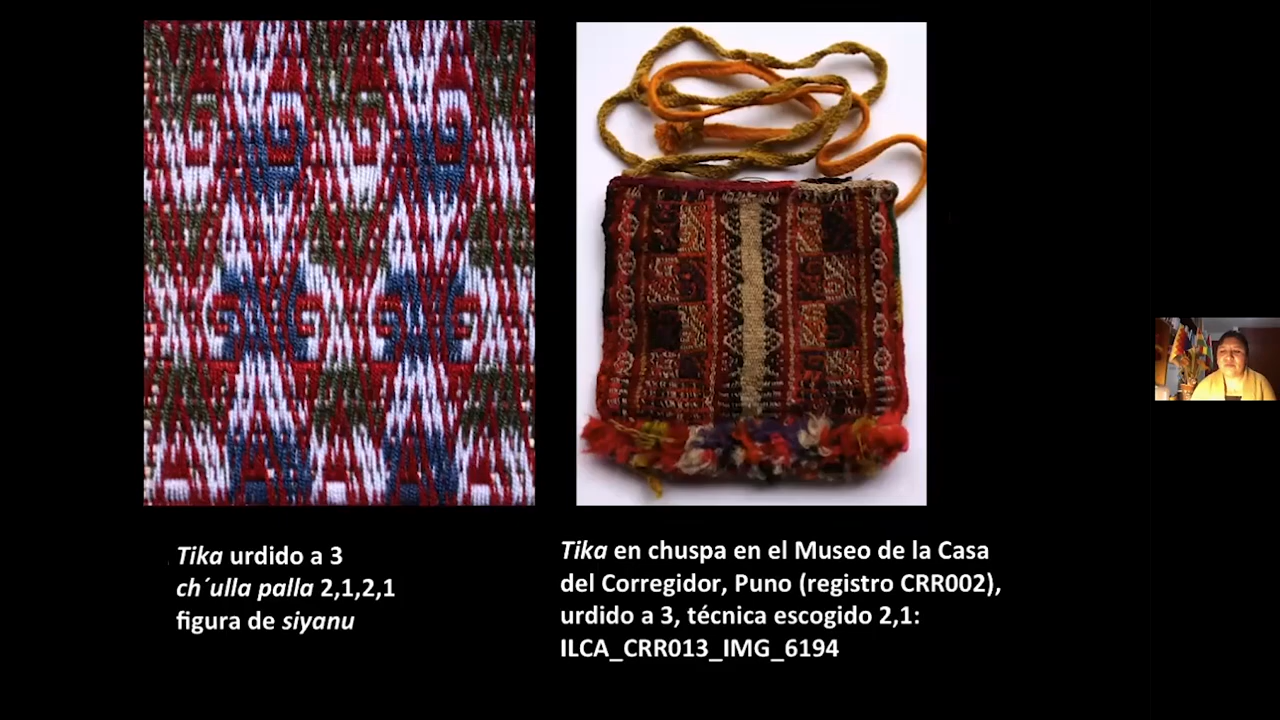 Tika urdido a 3
ch´ulla palla 2,1,2,1
figura de siyanu
Tika en chuspa en el Museo de la Casa
del Corregidor, Puno (registro CRR002),
urdido a 3, técnica escogido 2,1:
ILCA_CRR013_IMG_6194